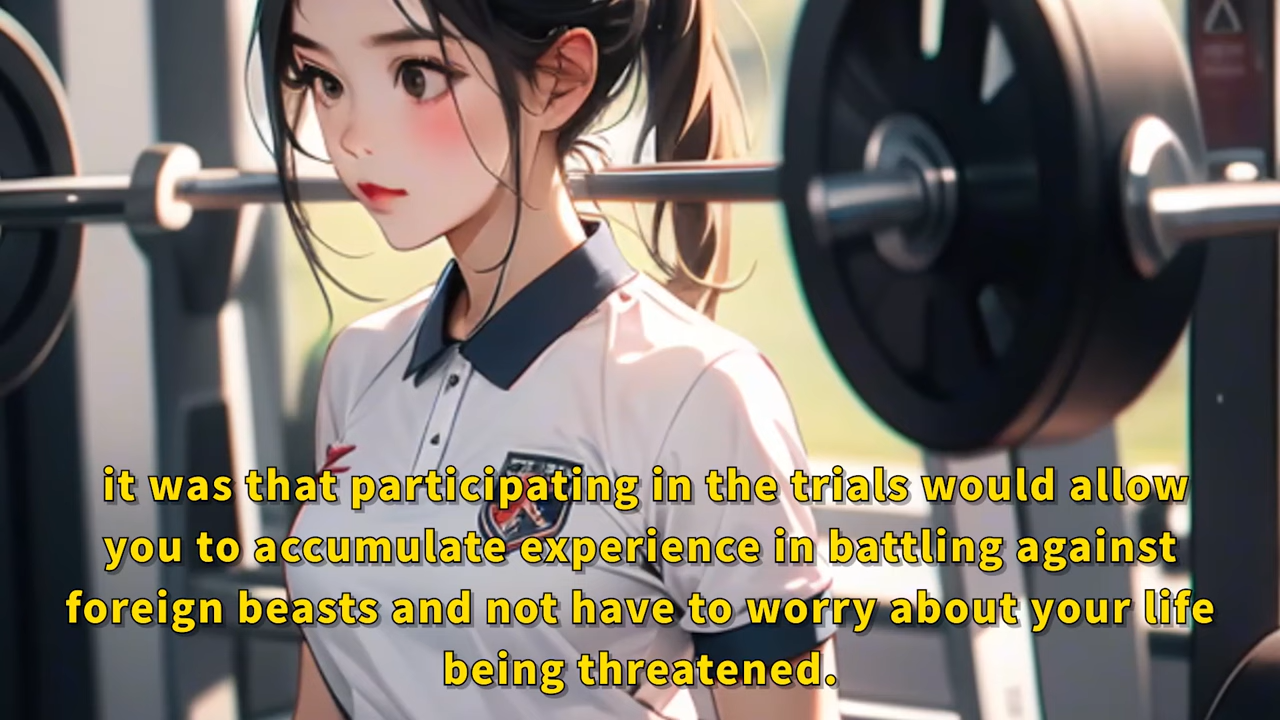 it was that participating in the trials would allow
you to accumulate experience in battling against
foreign beasts and not have to worry about your life
being threatened.